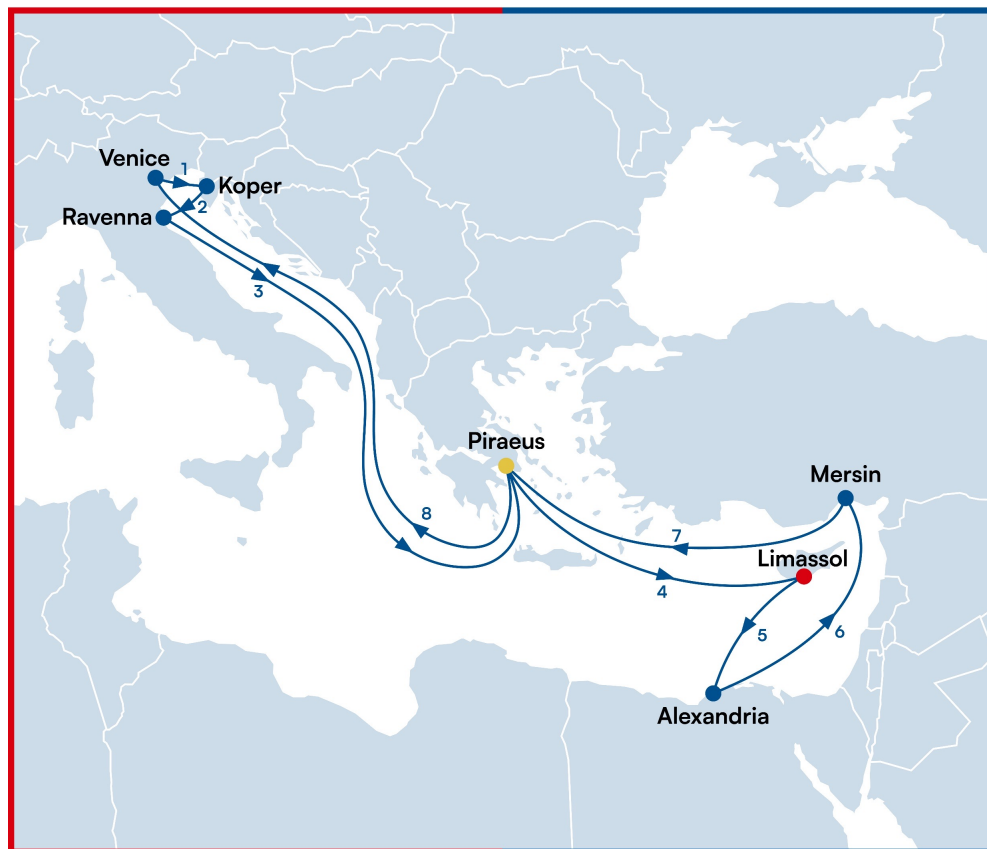 Venice
1
Koper
Ravenna
2
3
Piraeus
Mersin
8
7
Limassol
4
5
6
Alexandria